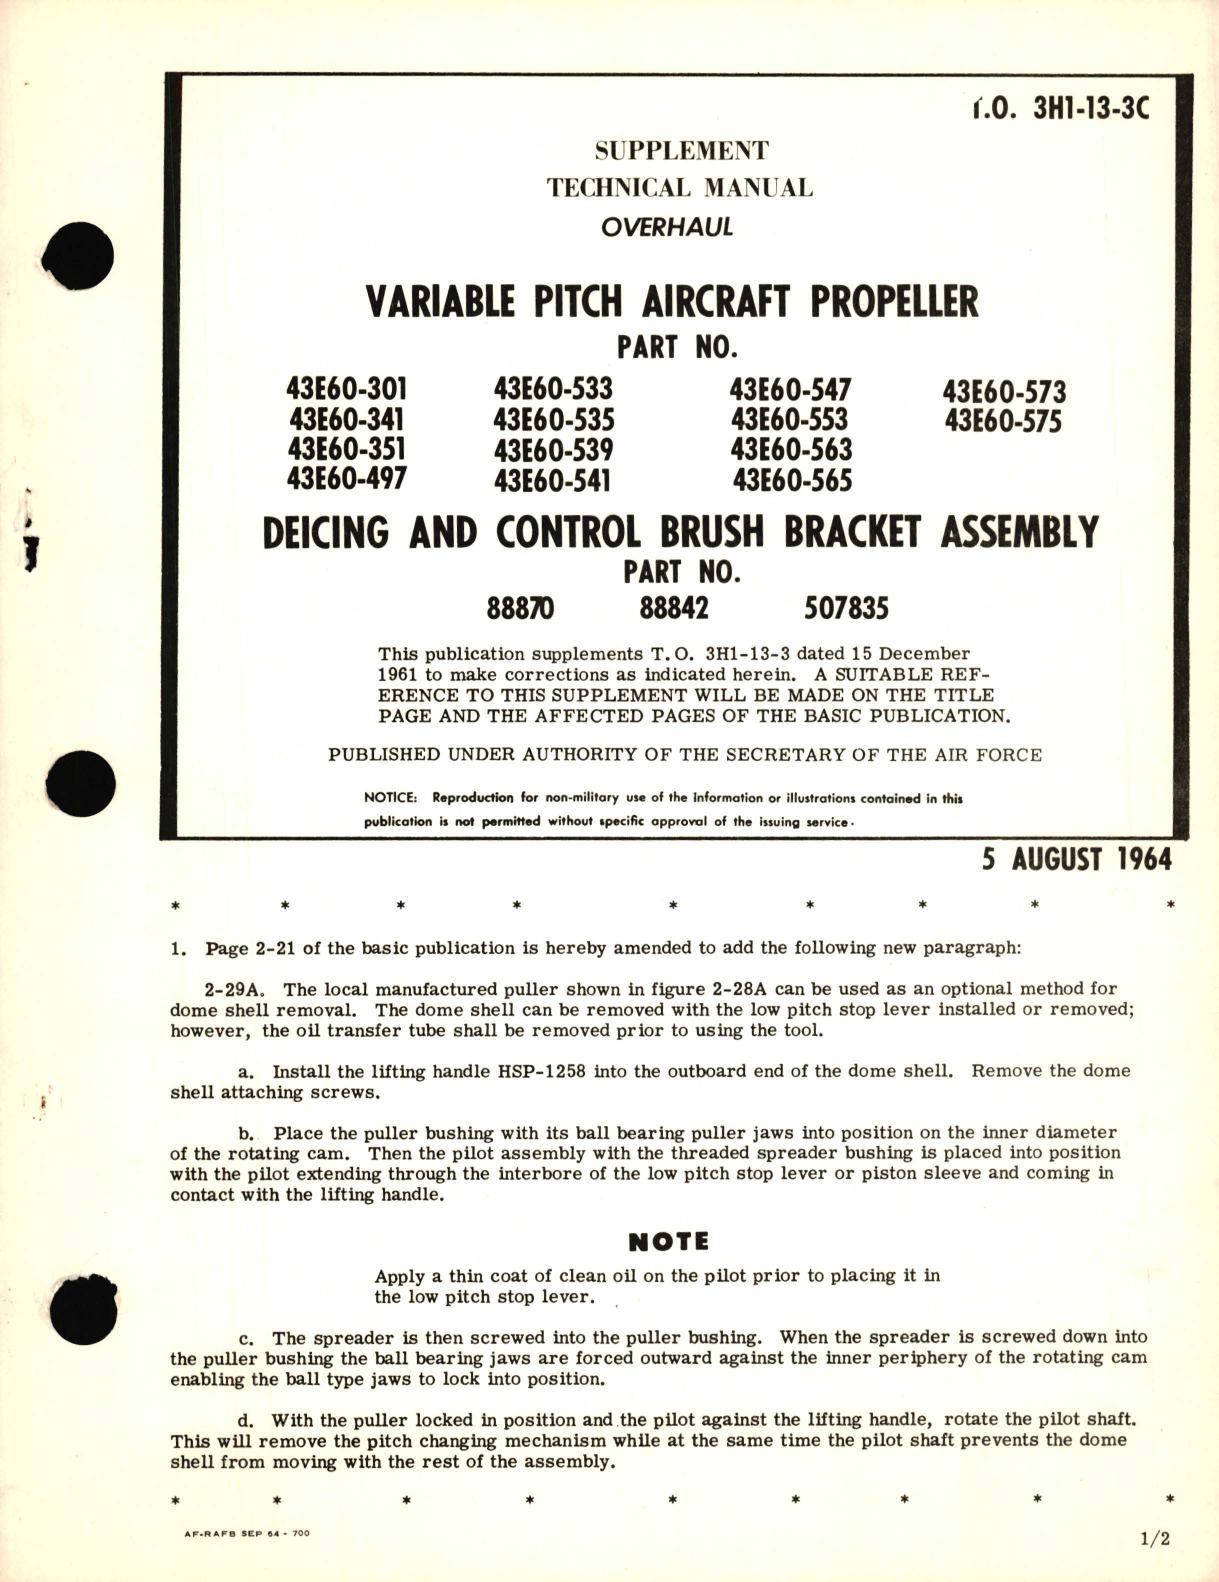 T.O. 3H1-13-3C
SUPPLEMENT
TECHNICAL MANUAL
OVERHAUL
VARIABLE PITCH AIRCRAFT PROPELLER
PART NO.
43E60-301 43E60-533 43E60-547 43E60-573
43E60-341 43E60-535 43E60-553 43E60-575
43E60-351 43E60-539 43E60-563
43E60-497 43E60-541 43E60-565
DEICING AND CONTROL BRUSH BRACKET ASSEMBLY
PART NO.
88870 88842 507835
This publication supplements T.O. 3H1-13-3 dated 15 December
1961 to make corrections as indicated herein. A SUITABLE REF-
ERENCE TO THIS SUPPLEMENT WILL BE MADE ON THE TITLE
PAGE AND THE AFFECTED PAGES OF THE BASIC PUBLICATION.
PUBLISHED UNDER AUTHORITY OF THE SECRETARY OF THE AIR FORCE
NOTICE: Reproduction for non-military use of the information or illustrations contained in this
publication is not permitted without specific approval of the issuing service.
5 AUGUST 1964
* * * * * * * * *
1. Page 2-21 of the basic publication is hereby amended to add the following new paragraph:
2-29A. The local manufactured puller shown in figure 2-28A can be used as an optional method for
dome shell removal. The dome shell can be removed with the low pitch stop lever installed or removed;
however, the oil transfer tube shall be removed prior to using the tool.
a. Install the lifting handle HSP-1258 into the outboard end of the dome shell. Remove the dome
shell attaching screws.
b. Place the puller bushing with its ball bearing puller jaws into position on the inner diameter
of the rotating cam. Then the pilot assembly with the threaded spreader bushing is placed into position
with the pilot extending through the interbore of the low pitch stop lever or piston sleeve and coming in
contact with the lifting handle.
NOTE
Apply a thin coat of clean oil on the pilot prior to placing it in
the low pitch stop lever.
c. The spreader is then screwed into the puller bushing. When the spreader is screwed down into
the puller bushing the ball bearing jaws are forced outward against the inner periphery of the rotating cam
enabling the ball type jaws to lock into position.
d. With the puller locked in position and the pilot against the lifting handle, rotate the pilot shaft.
This will remove the pitch changing mechanism while at the same time the pilot shaft prevents the dome
shell from moving with the rest of the assembly.
* * * * * * * * *
AF-RAFB SEP 64 - 700
1/2